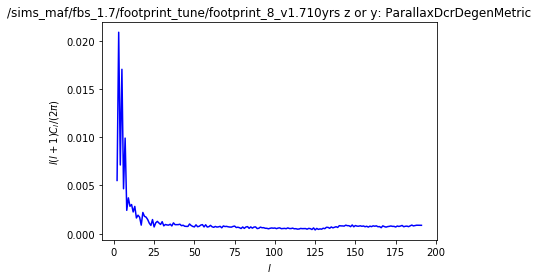 /sims_maf/fbs_1.7/footprint_tune/footprint_8_v1.710yrs z or y: ParallaxDcrDegenMetric
0.020
0.015
0.010
0.005
0.000
l(l + 1)C_l/(2π)
0 25 50 75 100 125 150 175 200
l